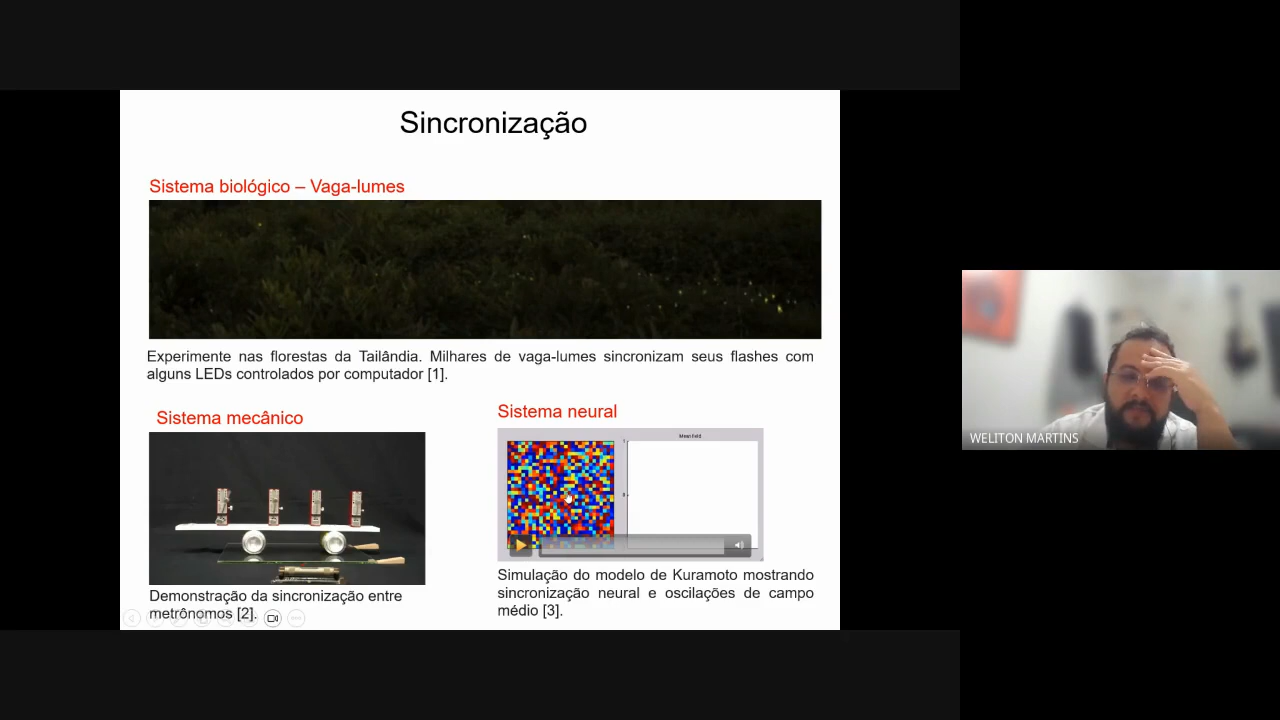 Sincronização
Sistema biológico – Vaga-lumes
Experimente nas florestas da Tailândia. Milhares de vaga-lumes sincronizam seus flashes com
alguns LEDs controlados por computador [1].
Sistema mecânico
Demonstração da sincronização entre
metrônomos [2].
Sistema neural
Mean field
Simulação do modelo de Kuramoto mostrando
sincronização neural e oscilações de campo
médio [3].
WELITON MARTINS